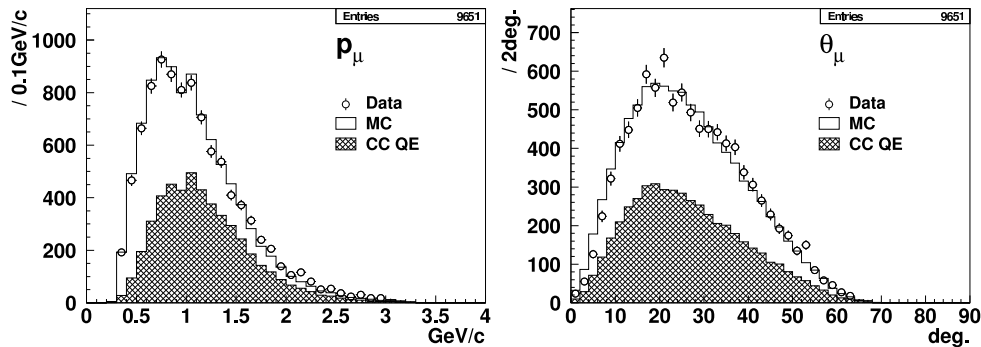 Entries 9651
pμ
/ 0.1GeV/c
Data
MC
CC QE
1000
800
600
400
200
0
0 0.5 1 1.5 2 2.5 3 3.5 4
GeV/c
Entries 9651
θμ
/ 2deg.
Data
MC
CC QE
700
600
500
400
300
200
100
0
0 10 20 30 40 50 60 70 80 90
deg.